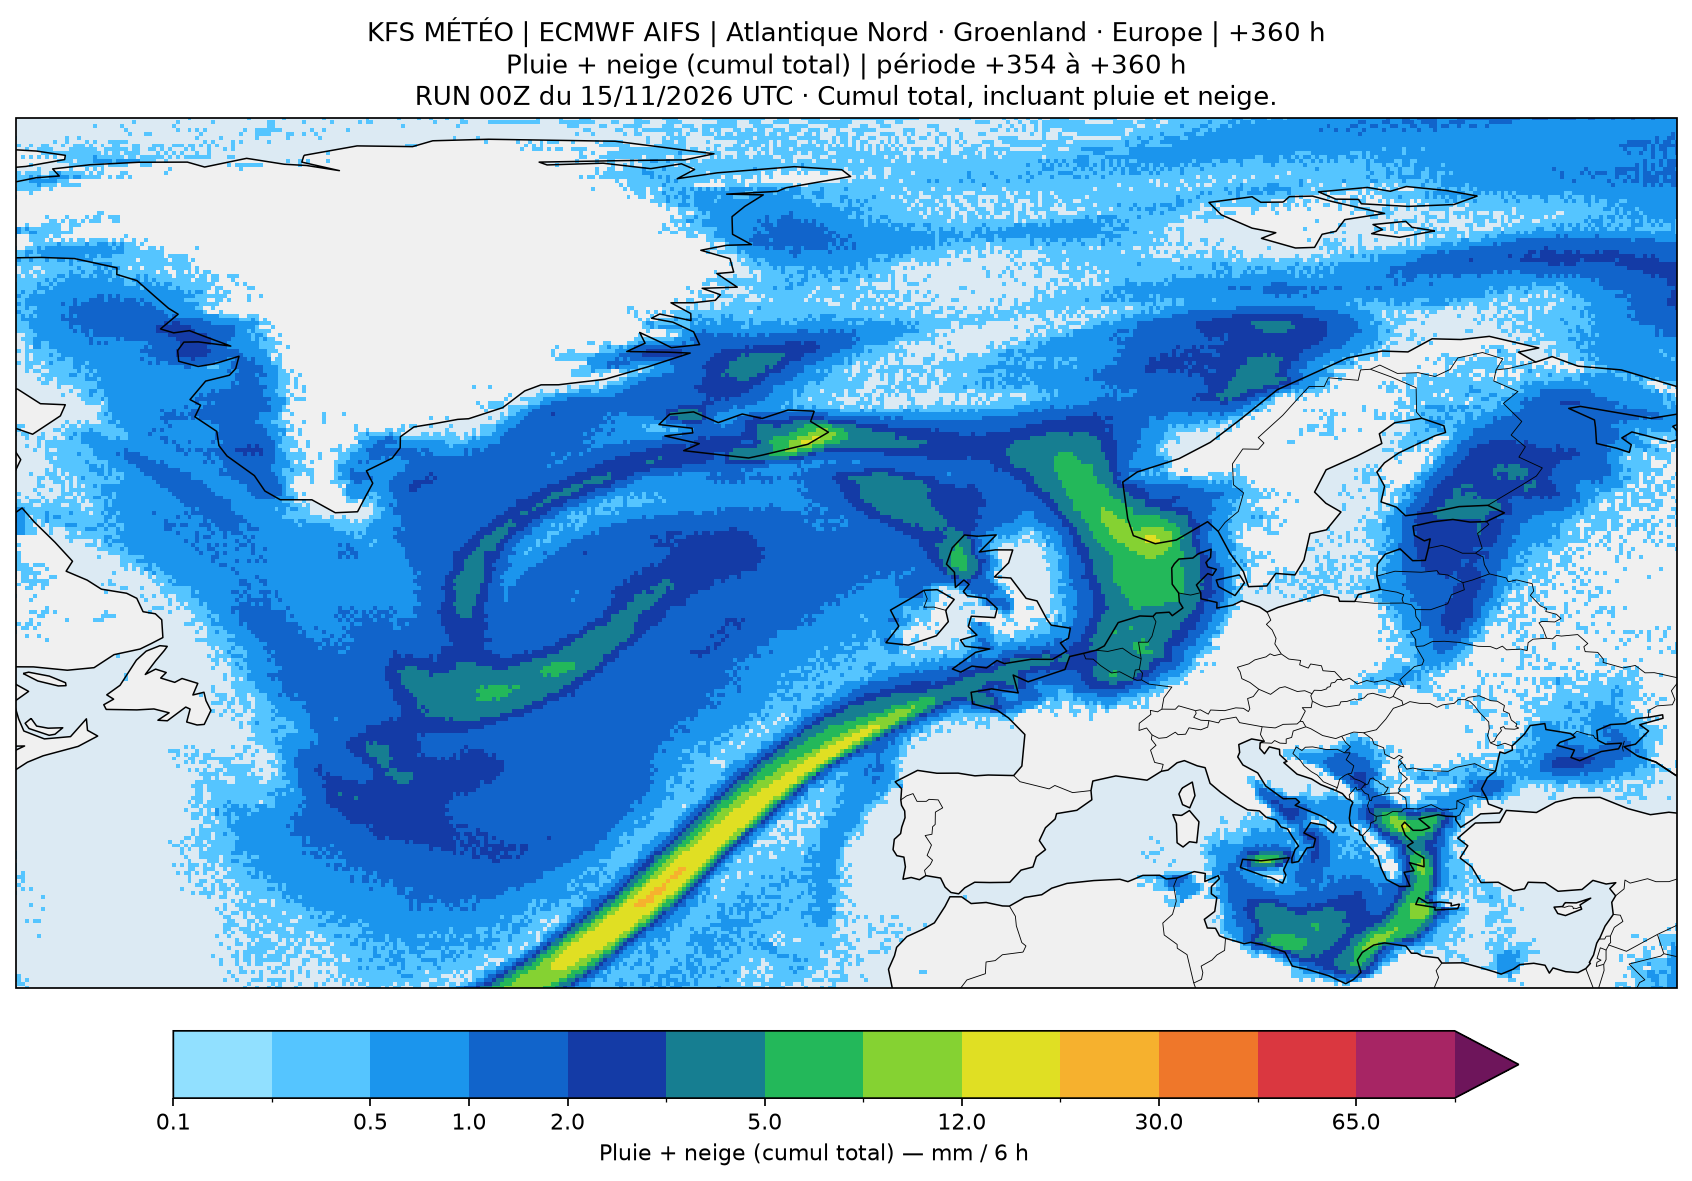 KFS MÉTÉO | ECMWF AIFS | Atlantique Nord · Groenland · Europe | +360 h
Pluie + neige (cumul total) | période +354 à +360 h
RUN 00Z du 15/11/2026 UTC · Cumul total, incluant pluie et neige.
0.1 0.5 1.0 2.0 5.0 12.0 30.0 65.0
Pluie + neige (cumul total) — mm / 6 h